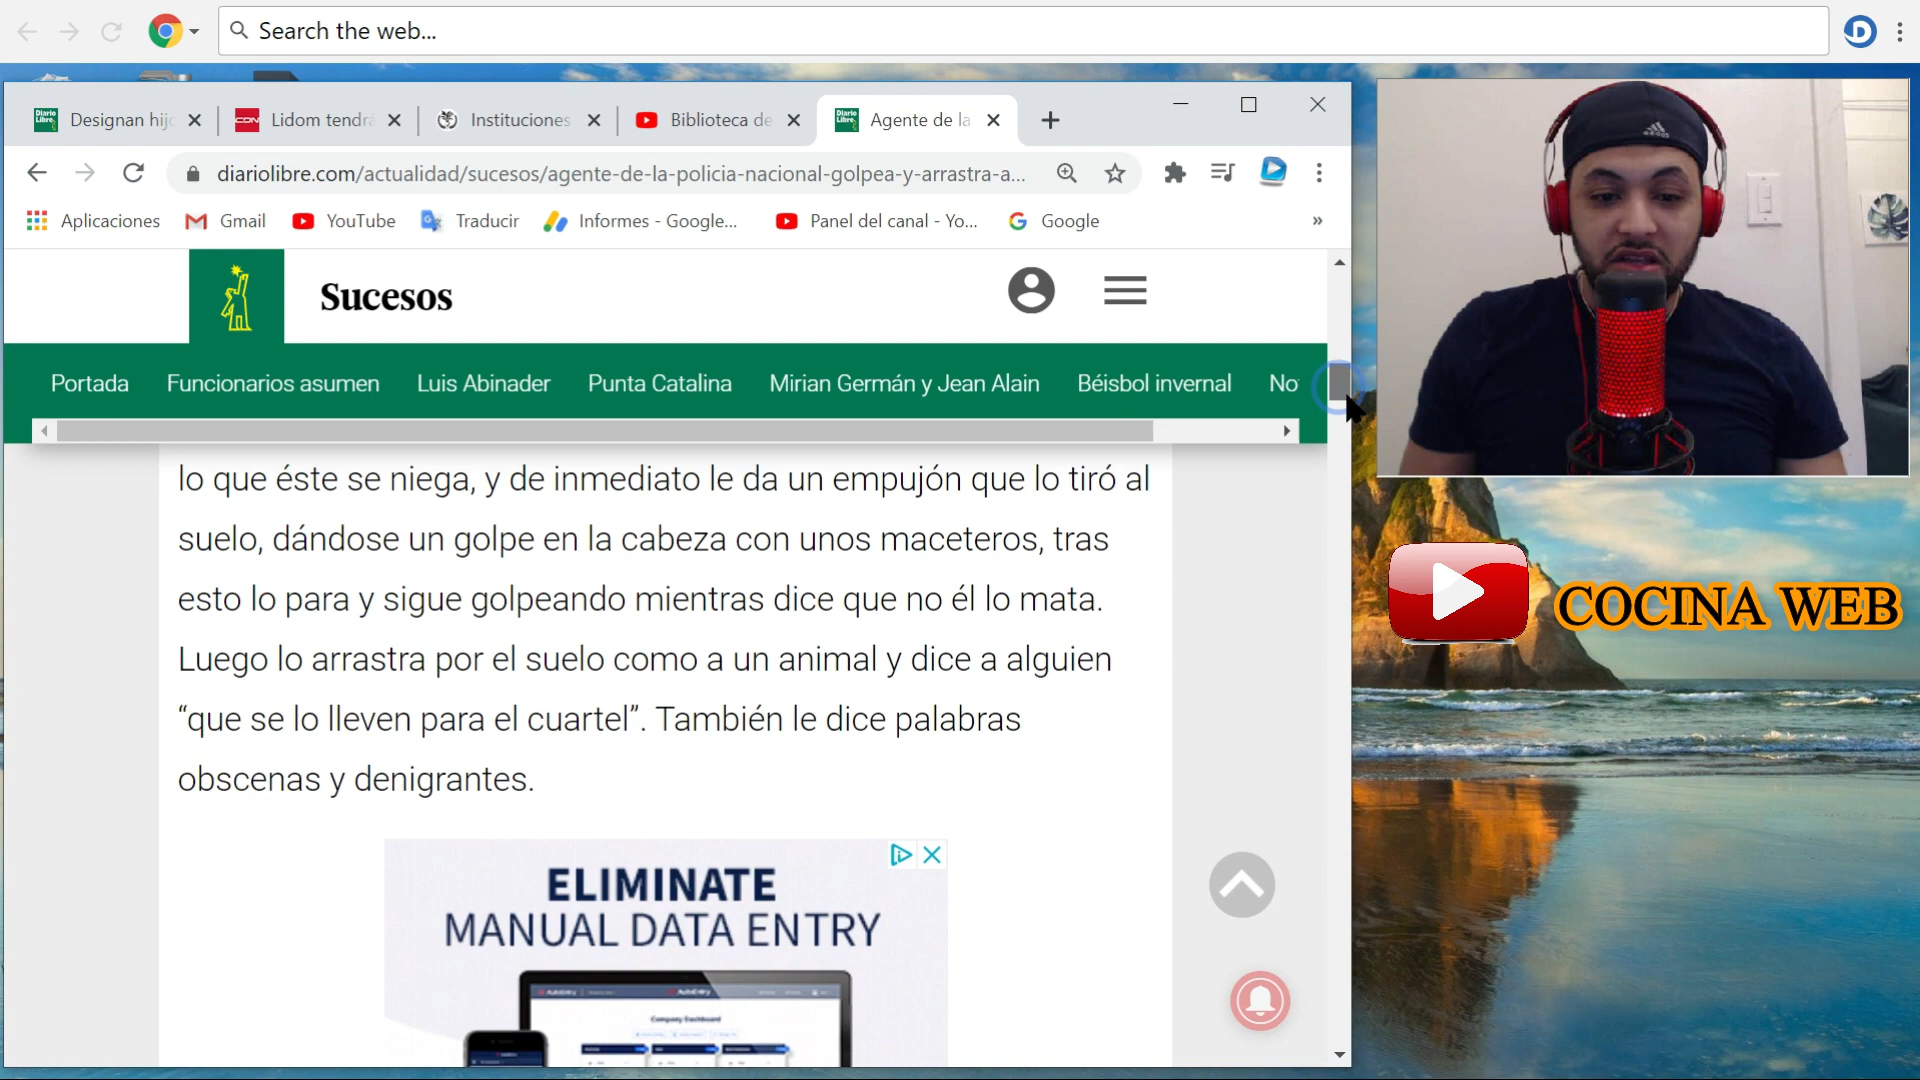 Search the web...
Designan hij
Lidom tendrá
Instituciones
Biblioteca de
Agente de la
diariolibre.com/actualidad/sucesos/agente-de-la-policia-nacional-golpea-y-arrastra-a...
Aplicaciones
Gmail
YouTube
Traducir
Informes - Google...
Panel del canal - Yo...
Google
»
Sucesos
Portada
Funcionarios asumen
Luis Abinader
Punta Catalina
Mirian Germán y Jean Alain
Béisbol invernal
No
lo que éste se niega, y de inmediato le da un empujón que lo tiró al
suelo, dándose un golpe en la cabeza con unos maceteros, tras
esto lo para y sigue golpeando mientras dice que no él lo mata.
Luego lo arrastra por el suelo como a un animal y dice a alguien
“que se lo lleven para el cuartel”. También le dice palabras
obscenas y denigrantes.
ELIMINATE
MANUAL DATA ENTRY
Company Dashboard
adidas
COCINA WEB